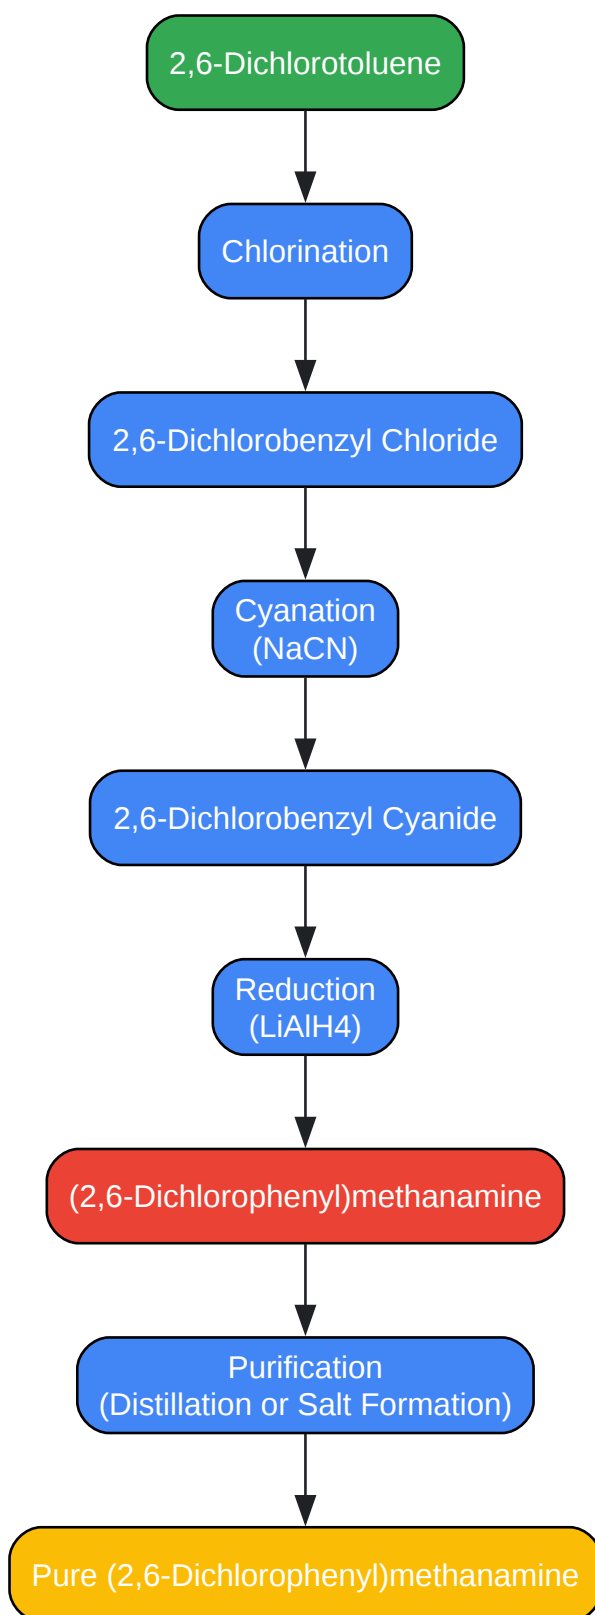 2,6-Dichlorotoluene
Chlorination
2,6-Dichlorobenzyl Chloride
Cyanation
(NaCN)
2,6-Dichlorobenzyl Cyanide
Reduction
(LiAlH4)
(2,6-Dichlorophenyl)methanamine
Purification
(Distillation or Salt Formation)
Pure (2,6-Dichlorophenyl)methanamine